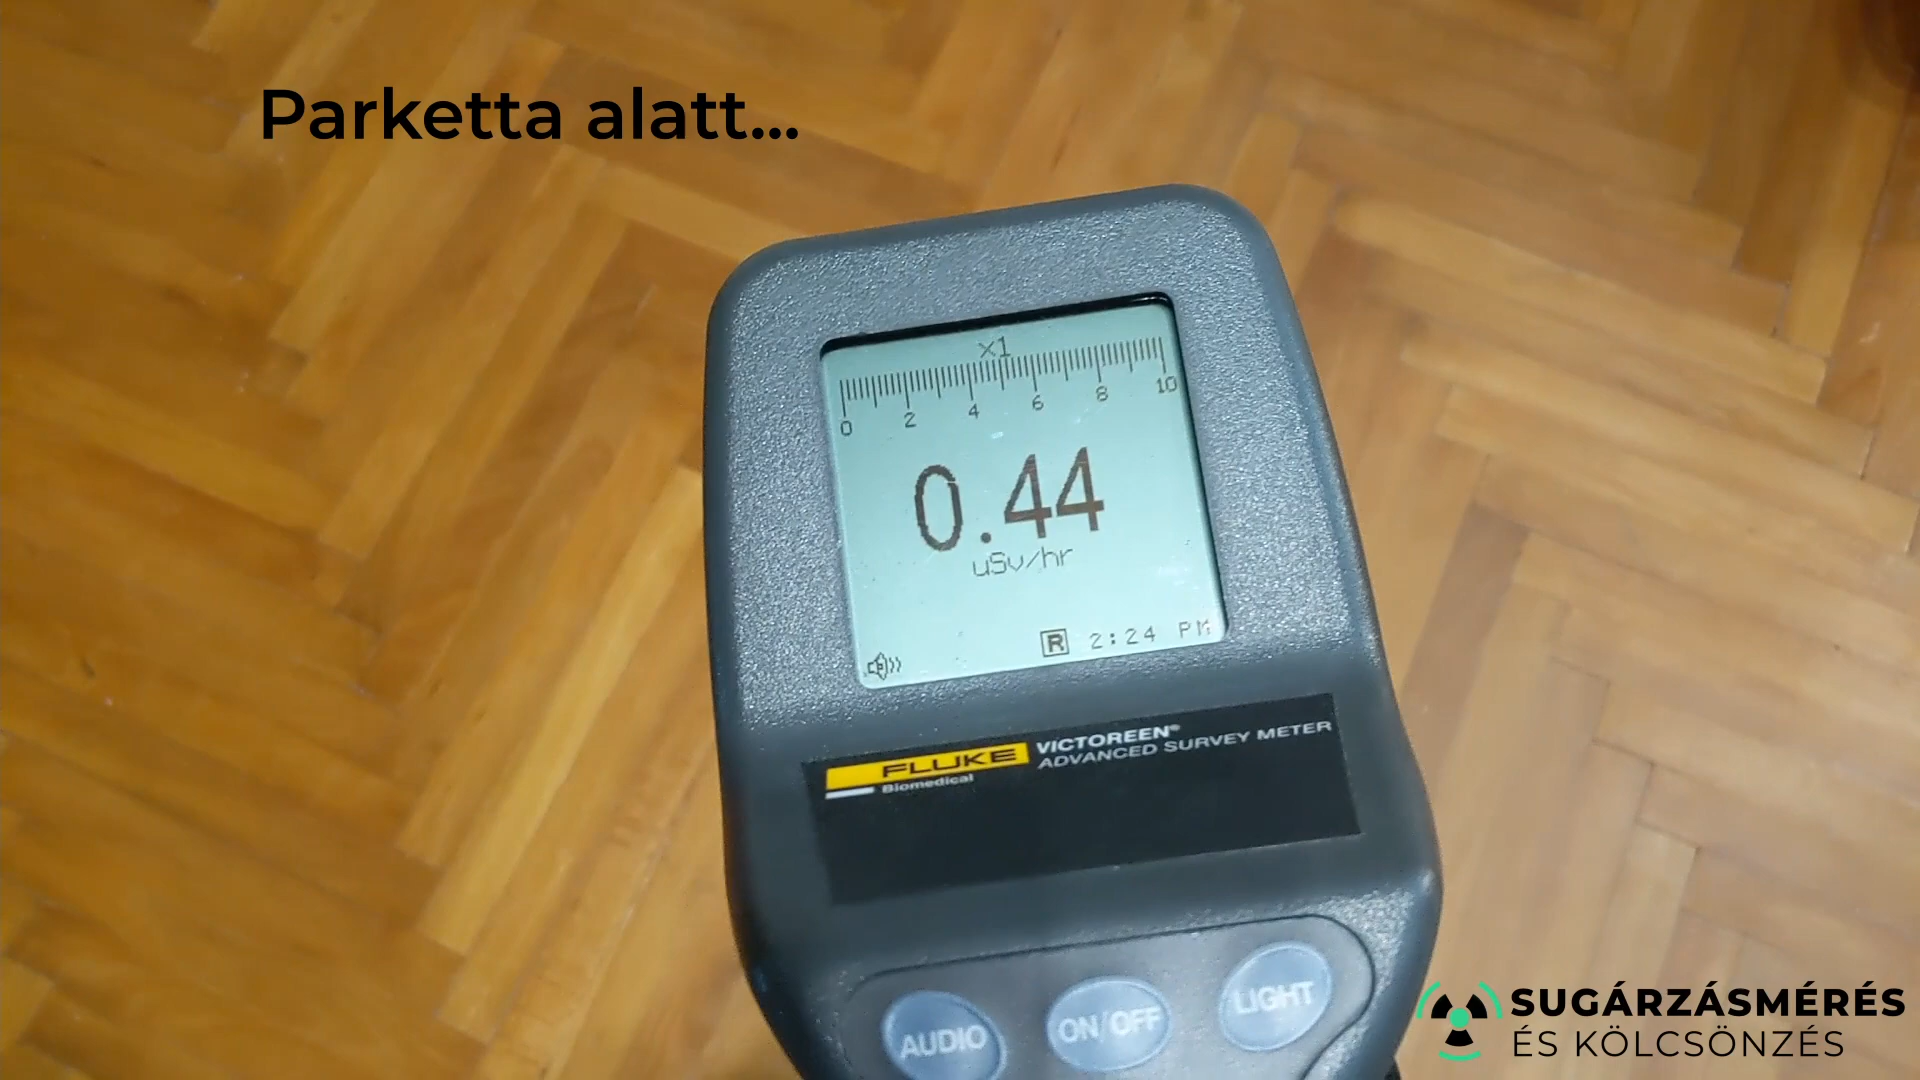 Parketta alatt...
x1
0 2 4 6 8 10
0.44
uSv/hr
R 2:24 PM
FLUKE
Biomedical
VICTOREEN®
ADVANCED SURVEY METER
AUDIO ON/OFF LIGHT
SUGÁRZÁSMÉRÉS
ÉS KÖLCSÖNZÉS